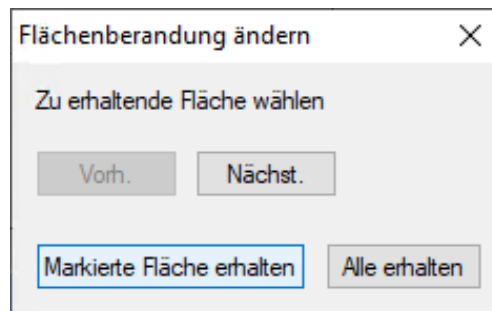 Flächenberandung ändern
Zu erhaltende Fläche wählen
Vorh. Nächst.
Markierte Fläche erhalten Alle erhalten